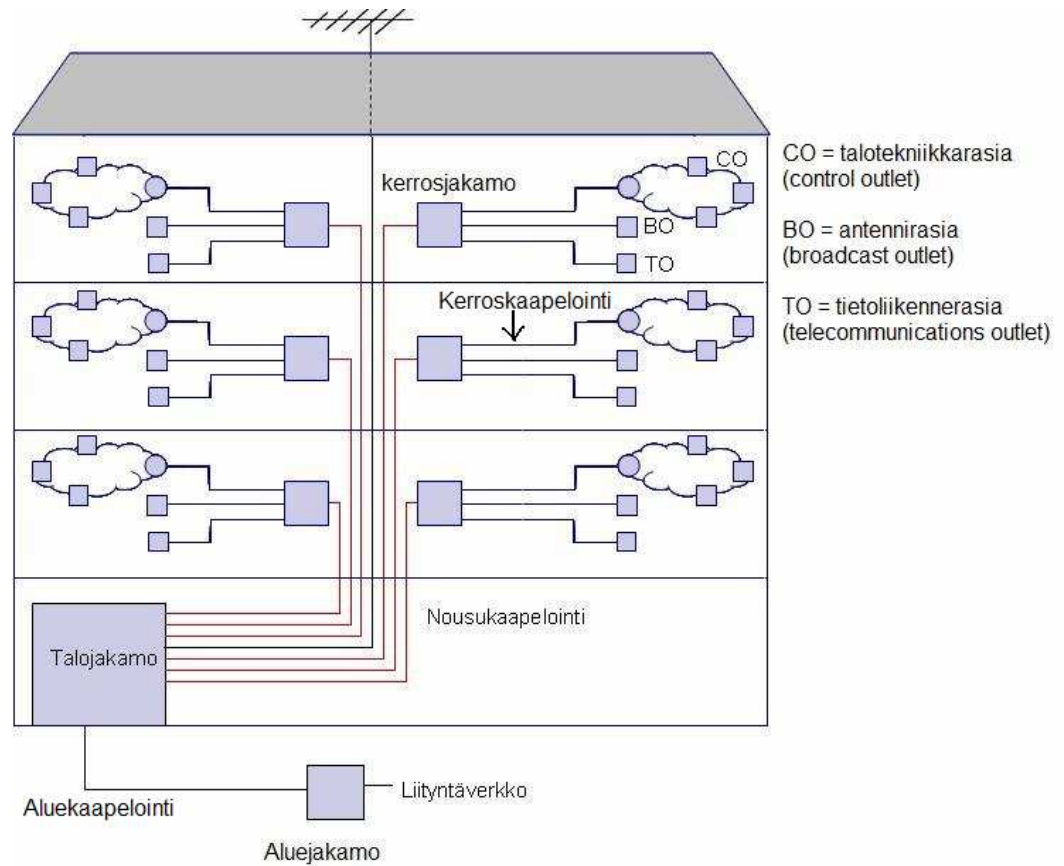 CO
kerrosjakamo
BO
TO
CO = talotekniikkarasia
(control outlet)
BO = antennirasia
(broadcast outlet)
TO = tietoliikennerasia
(telecommunications outlet)
Kerroskaapelointi
Nousukaapelointi
Talojakamo
Aluekaapelointi
Liityntäverkko
Aluejakamo